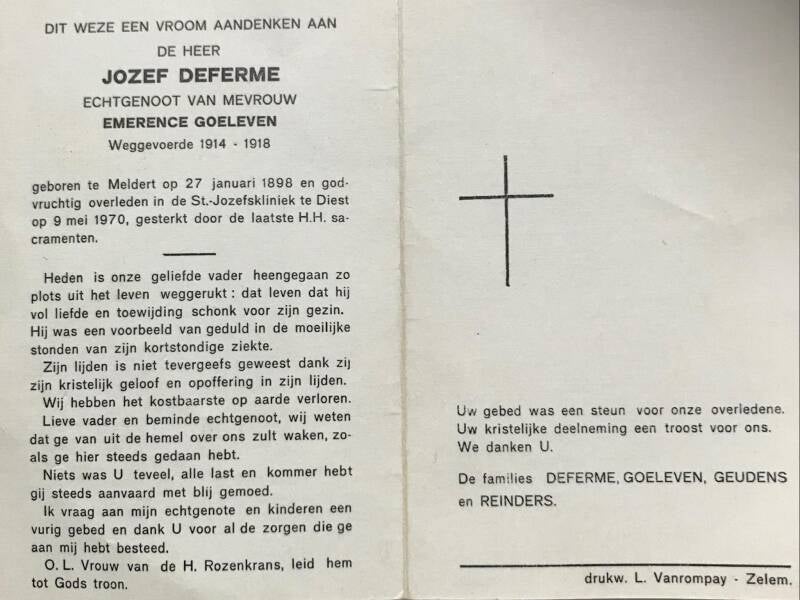 DIT WEZE EEN VROOM AANDENKEN AAN
DE HEER
JOZEF DEFERME
ECHTGENOOT VAN MEVROUW
EMERENCE GOELEVEN
Weggevoerde 1914 - 1918
geboren te Meldert op 27 januari 1898 en god-
vruchtig overleden in de St.-Jozefskliniek te Diest
op 9 mei 1970, gesterkt door de laatste H.H. sa-
cramenten.
Heden is onze geliefde vader heengegaan zo
plots uit het leven weggerukt : dat leven dat hij
vol liefde en toewijding schonk voor zijn gezin.
Hij was een voorbeeld van geduld in de moeilijke
stonden van zijn kortstondige ziekte.
Zijn lijden is niet tevergeefs geweest dank zij
zijn kristelijk geloof en opoffering in zijn lijden.
Wij hebben het kostbaarste op aarde verloren.
Lieve vader en beminde echtgenoot, wij weten
dat ge van uit de hemel over ons zult waken, zo-
als ge hier steeds gedaan hebt.
Niets was U teveel, alle last en kommer hebt
gij steeds aanvaard met blij gemoed.
Ik vraag aan mijn echtgenote en kinderen een
vurig gebed en dank U voor al de zorgen die ge
aan mij hebt besteed.
O. L. Vrouw van de H. Rozenkrans, leid hem
tot Gods troon.
Uw gebed was een steun voor onze overledene.
Uw kristelijke deelneming een troost voor ons.
We danken U.
De families DEFERME, GOELEVEN, GEUDENS
en REINDERS.
drukw. L. Vanrompay - Zelem.